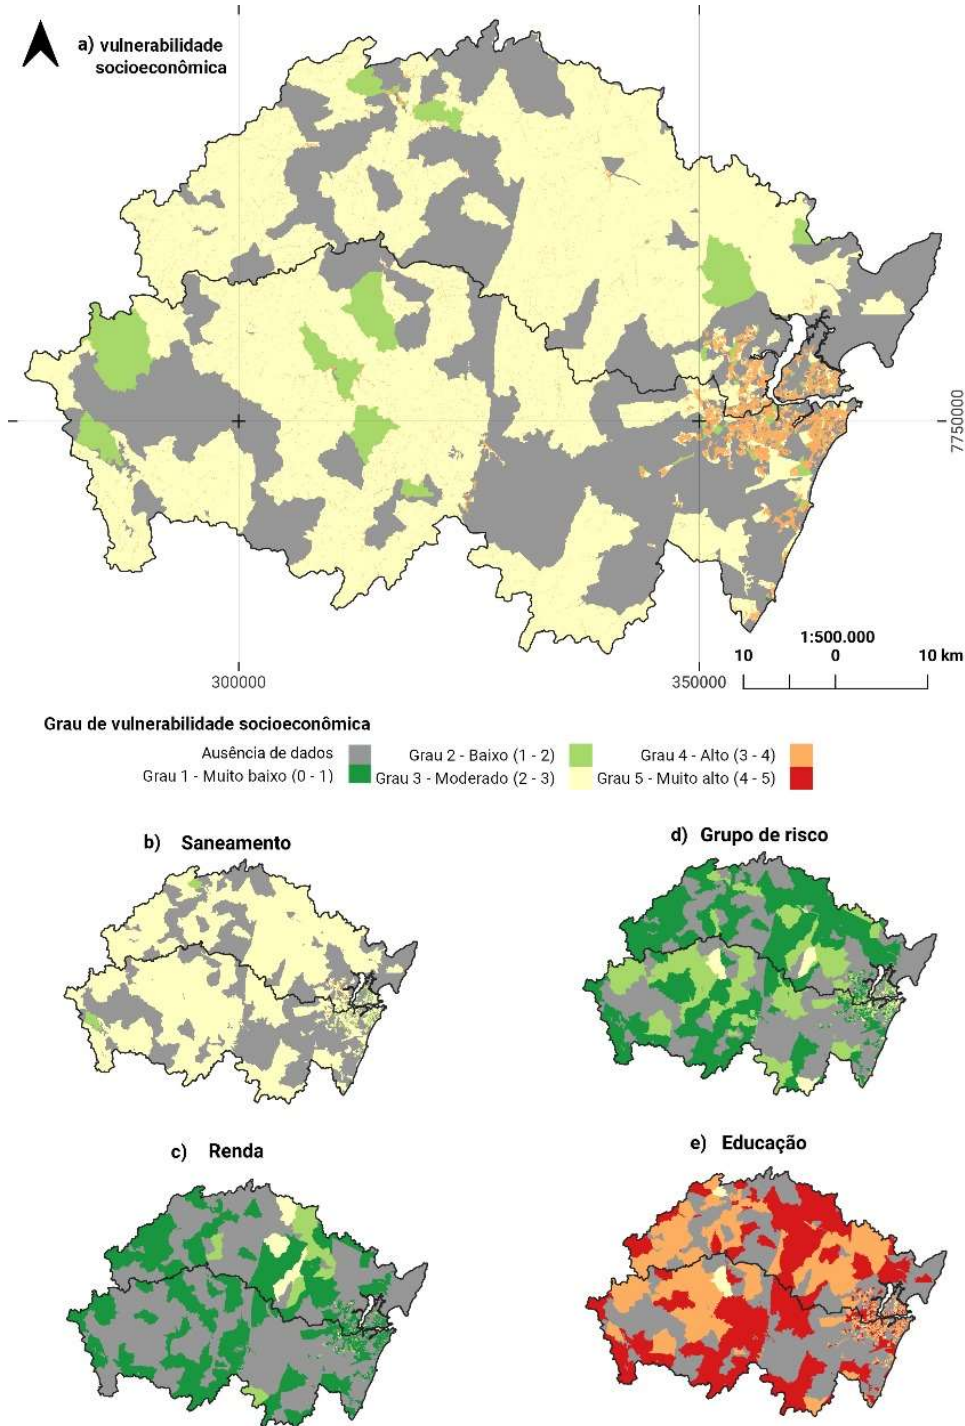 a) vulnerabilidade
socioeconômica
7750000
1:500.000
10 0 10 km
300000 350000
Grau de vulnerabilidade socioeconômica
Ausência de dados Grau 2 - Baixo (1 - 2) Grau 4 - Alto (3 - 4)
Grau 1 - Muito baixo (0 - 1) Grau 3 - Moderado (2 - 3) Grau 5 - Muito alto (4 - 5)
b) Saneamento
d) Grupo de risco
c) Renda
e) Educação